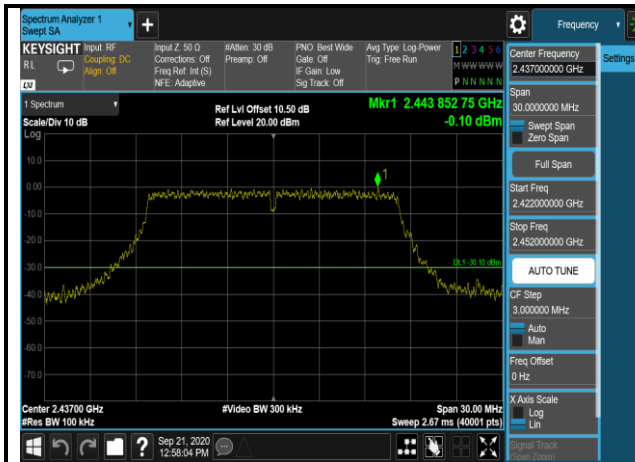 Spectrum Analyzer 1
Swept SA
Frequency
KEYSIGHT
RL
LXI
Input: RF
Coupling: DC
Align: Off
Input Z: 50 Ω
Corrections: Off
Freq Ref: Int (S)
NFE: Adaptive
#Atten: 30 dB
Preamp: Off
PNO: Best Wide
Gate: Off
IF Gain: Low
Sig Track: Off
Avg Type: Log-Power
Trig: Free Run
1 2 3 4 5 6
M W W W W W
P N N N N N
Center Frequency
2.437000000 GHz
Settings
Span
30.0000000 MHz
Swept Span
Zero Span
Full Span
Start Freq
2.422000000 GHz
Stop Freq
2.452000000 GHz
AUTO TUNE
CF Step
3.000000 MHz
Auto
Man
Freq Offset
0 Hz
X Axis Scale
Log
Lin
Signal Track
(Span Zoom)
1 Spectrum
Scale/Div 10 dB
Ref Lvl Offset 10.50 dB
Ref Level 20.00 dBm
Mkr1 2.443 852 75 GHz
-0.10 dBm
Log
10.0
0.00
-10.0
-20.0
-30.0
-40.0
-50.0
-60.0
-70.0
1
DL1 -30.10 dBm
Center 2.43700 GHz
#Res BW 100 kHz
#Video BW 300 kHz
Span 30.00 MHz
Sweep 2.67 ms (40001 pts)
?
Sep 21, 2020
12:58:04 PM